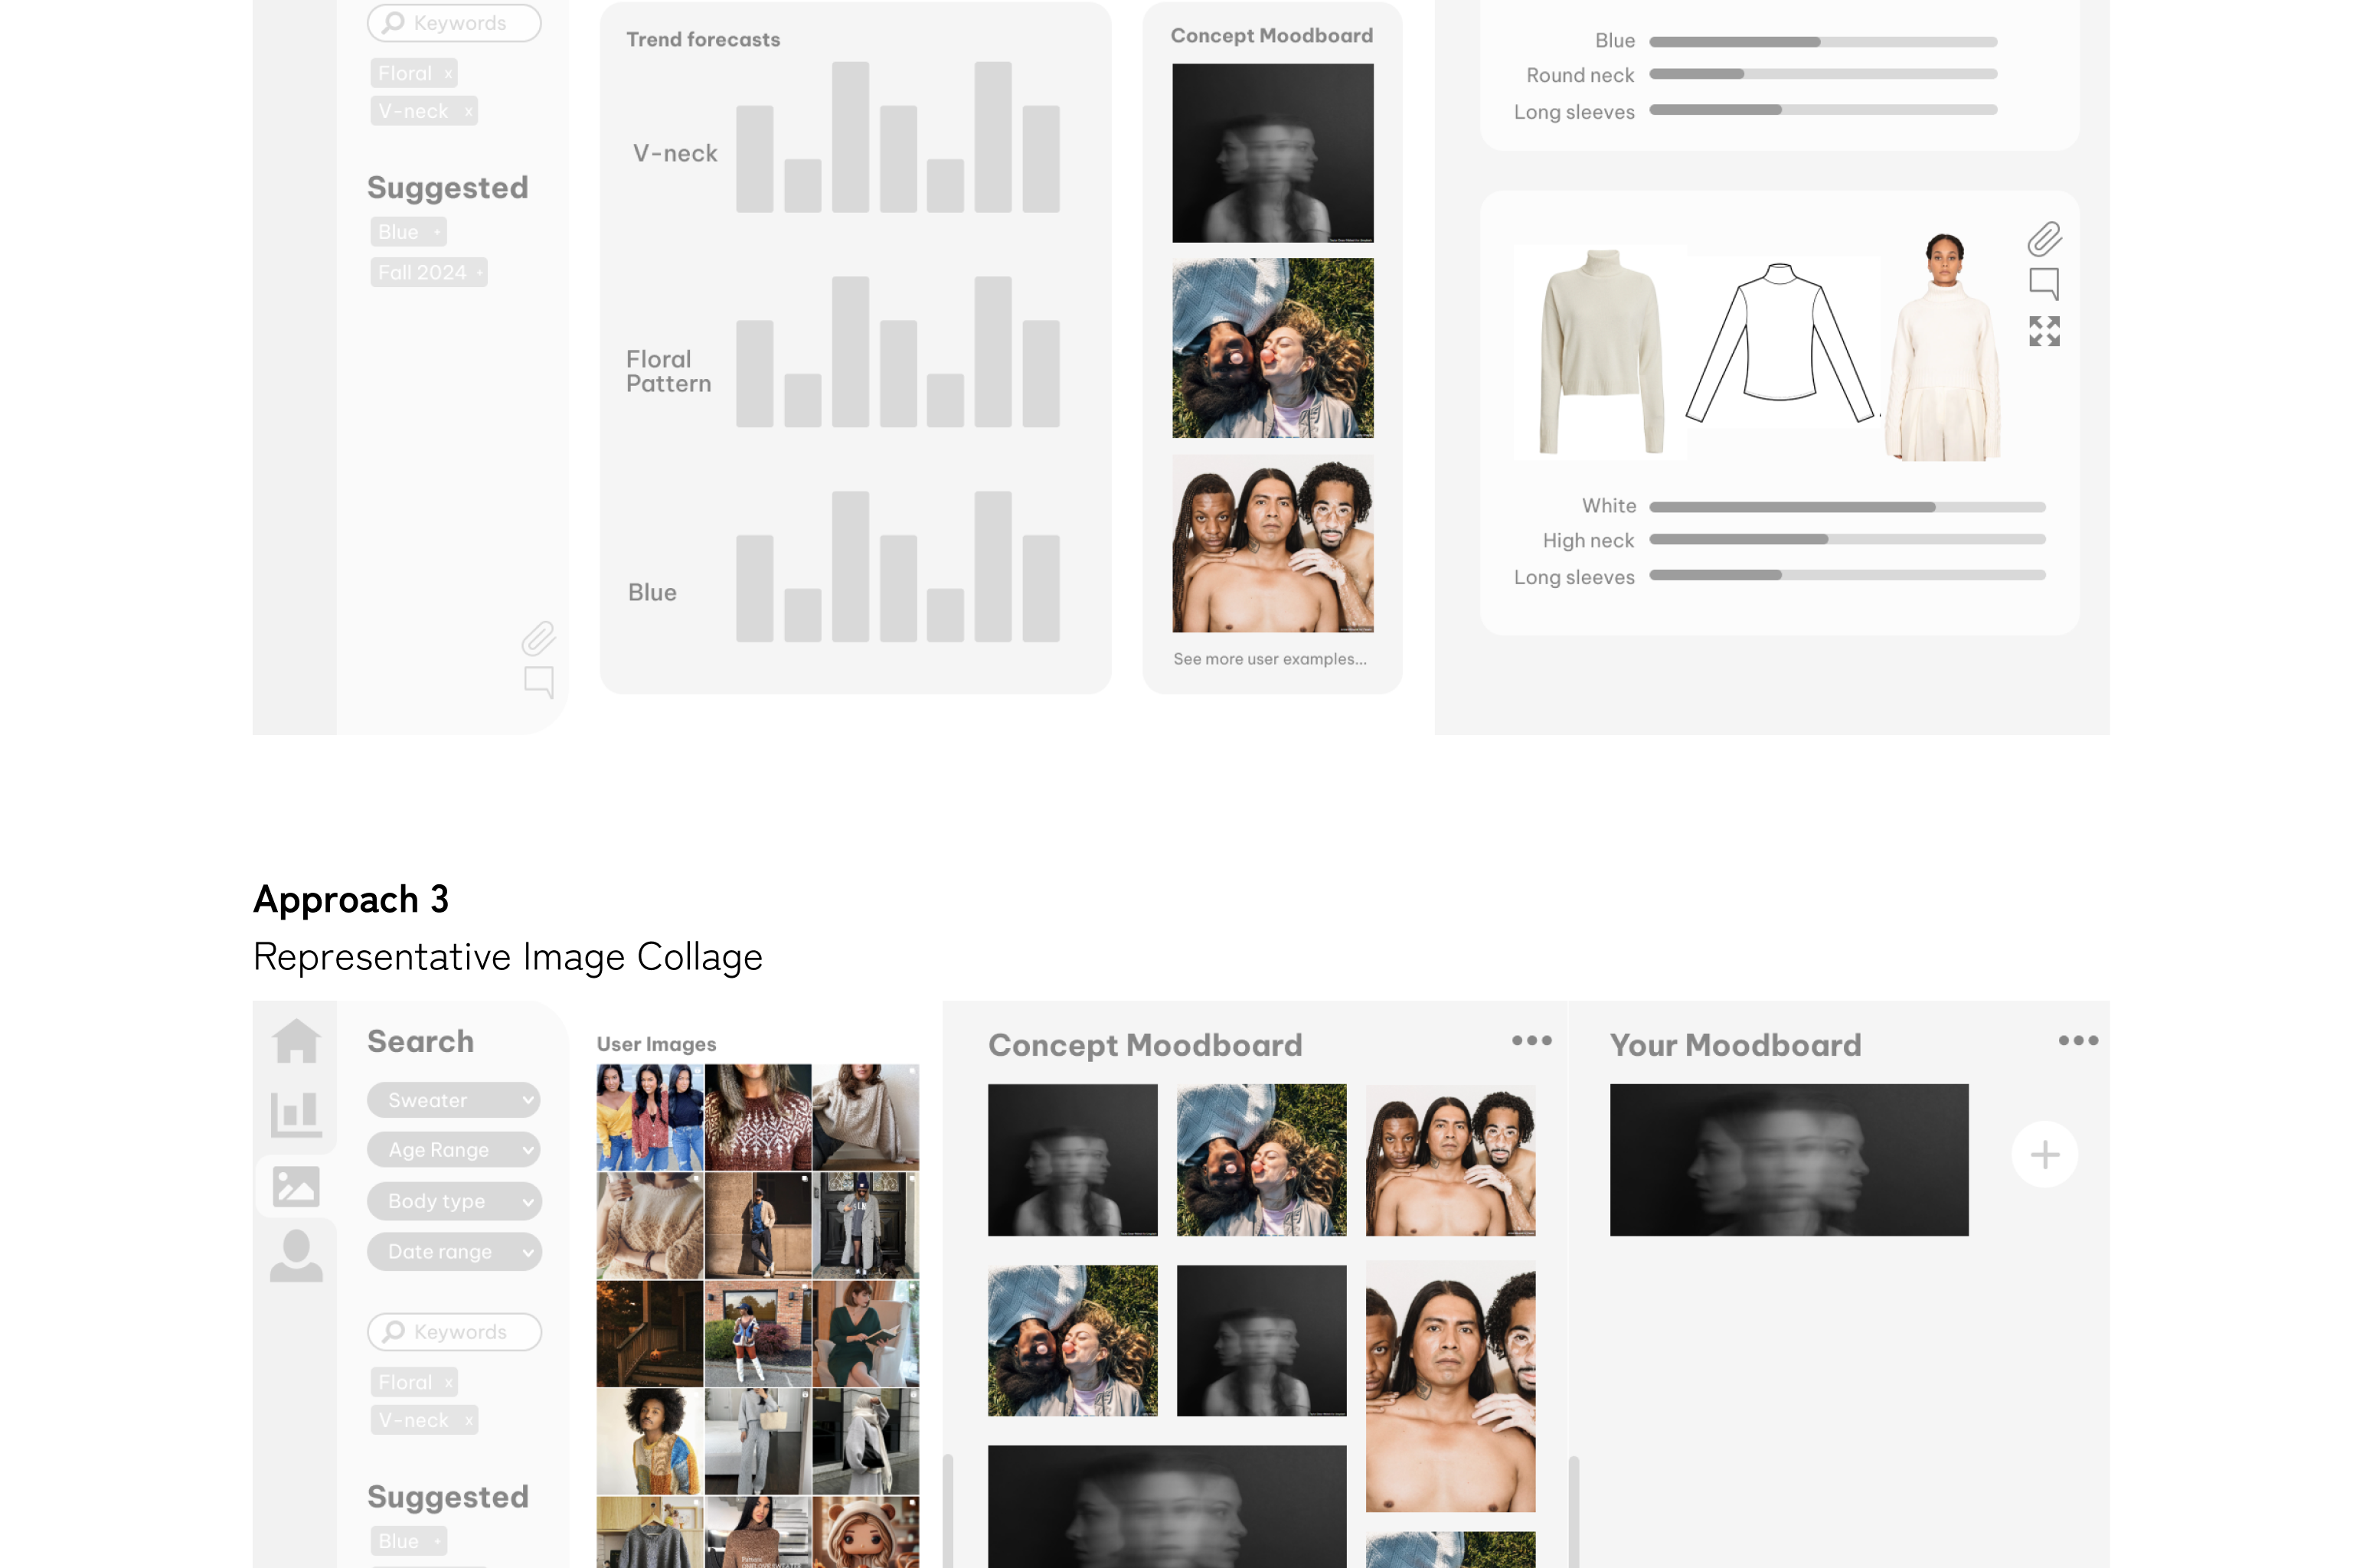 Keywords
Floral x
V-neck x
Suggested
Blue +
Fall 2024 +
Trend forecasts
V-neck
Floral
Pattern
Blue
Concept Moodboard
See more user examples...
Blue
Round neck
Long sleeves
White
High neck
Long sleeves
Approach 3
Representative Image Collage
Search
Sweater
Age Range
Body type
Date range
Keywords
Floral x
V-neck x
Suggested
Blue +
User Images
Concept Moodboard
Your Moodboard